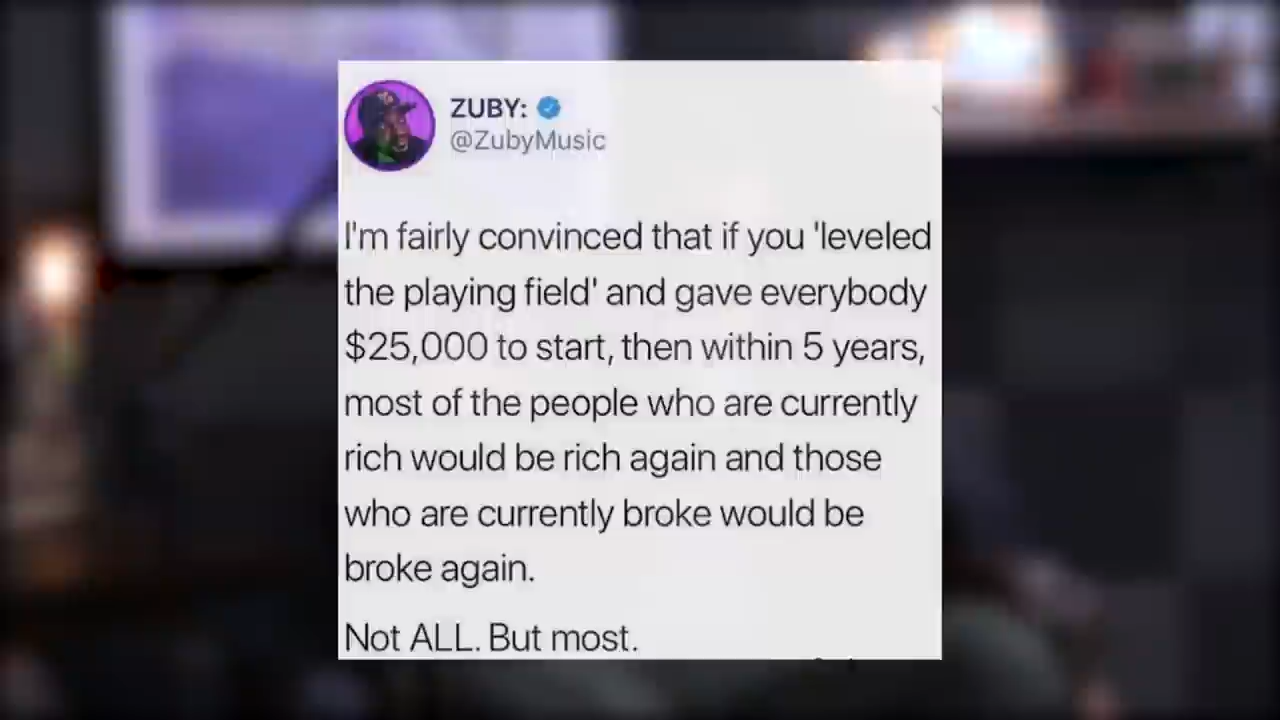 ZUBY:
@ZubyMusic
I'm fairly convinced that if you 'leveled
the playing field' and gave everybody
$25,000 to start, then within 5 years,
most of the people who are currently
rich would be rich again and those
who are currently broke would be
broke again.
Not ALL. But most.